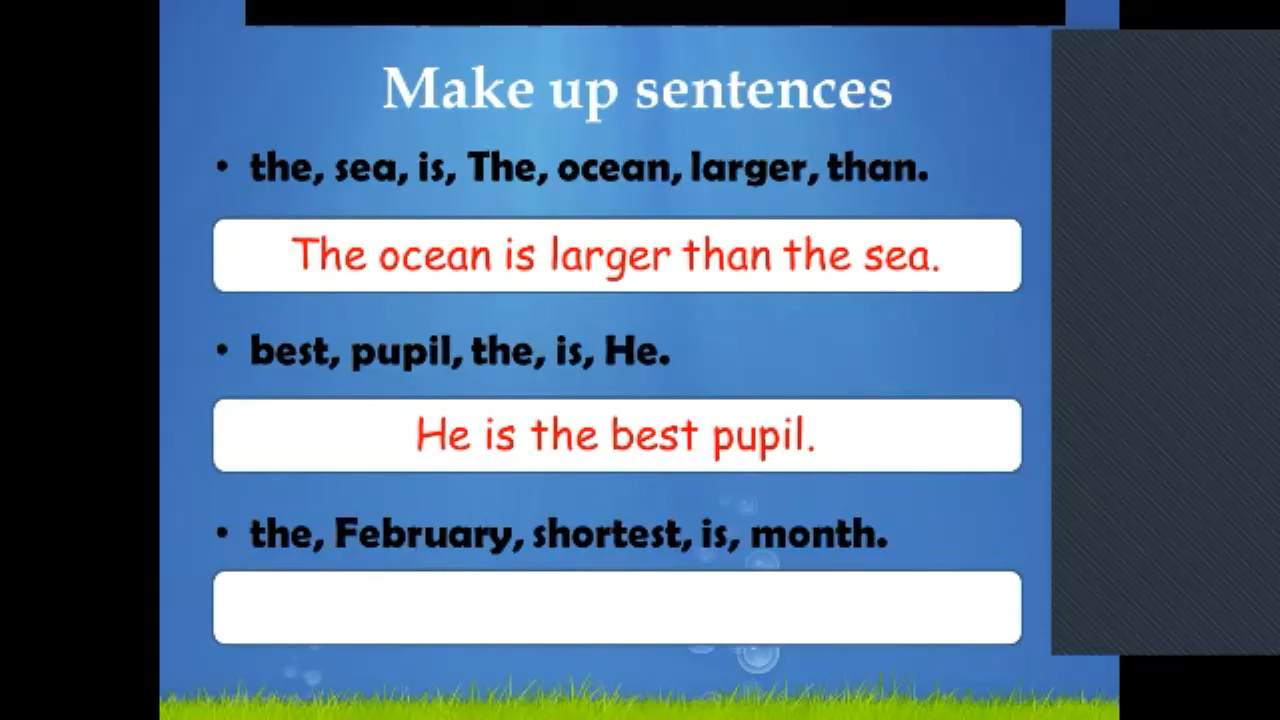 Make up sentences
• the, sea, is, The, ocean, larger, than.
The ocean is larger than the sea.
• best, pupil, the, is, He.
He is the best pupil.
• the, February, shortest, is, month.